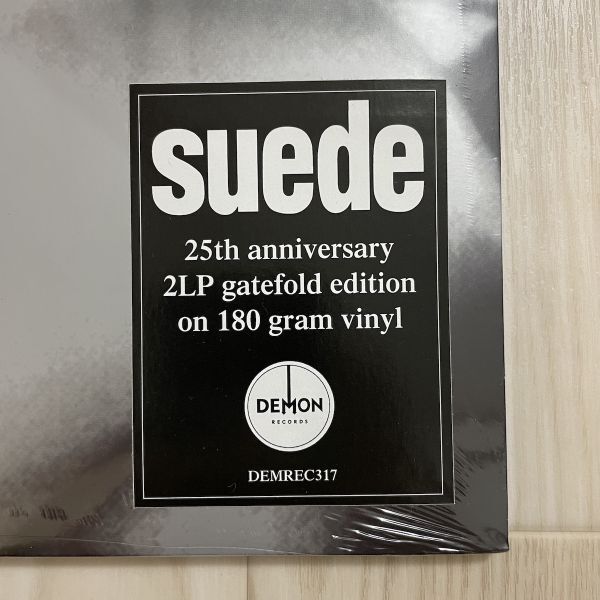 suede
25th anniversary
2LP gatefold edition
on 180 gram vinyl
DEMON
RECORDS
DEMREC317